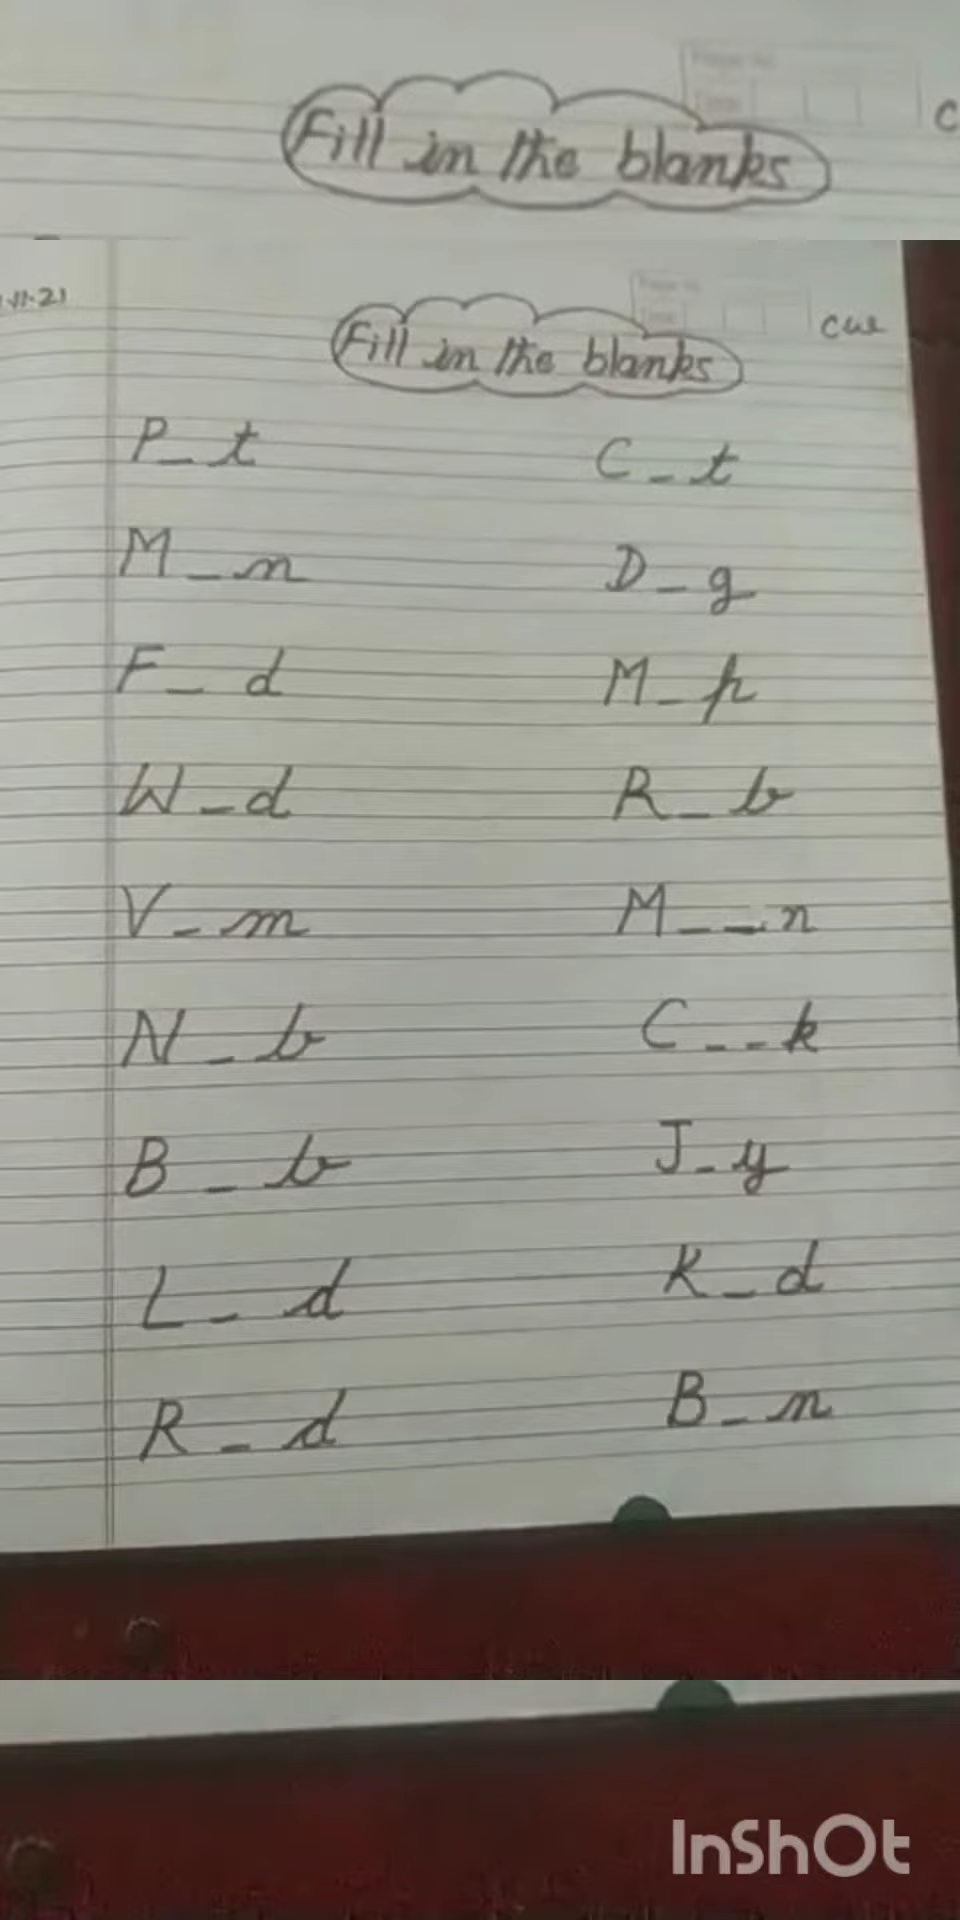 Fill in the blanks
Fill in the blanks
cw
P_t C_t
M_n D_g
F_d M_p
W_d R_b
V_m M__n
N_b C__k
B_b J_y
L_d K_d
R_d B_n
InShOt